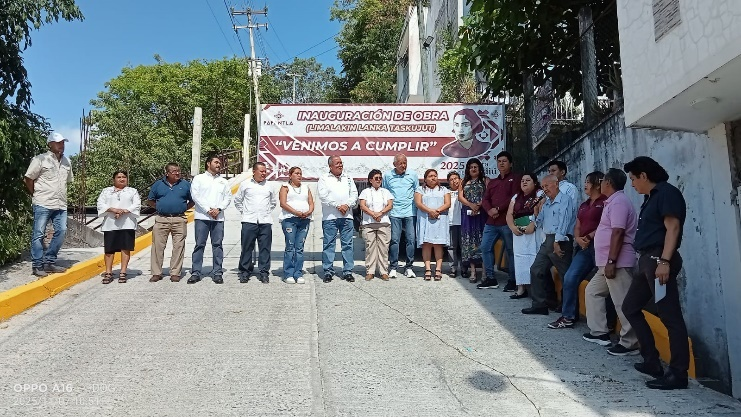 INAUGURACIÓN DE OBRA
PAPANTLA
(LIMALAKIN LANKA TASKUJUT)
"VENIMOS A CUMPLIR"
2025
OPPO A16